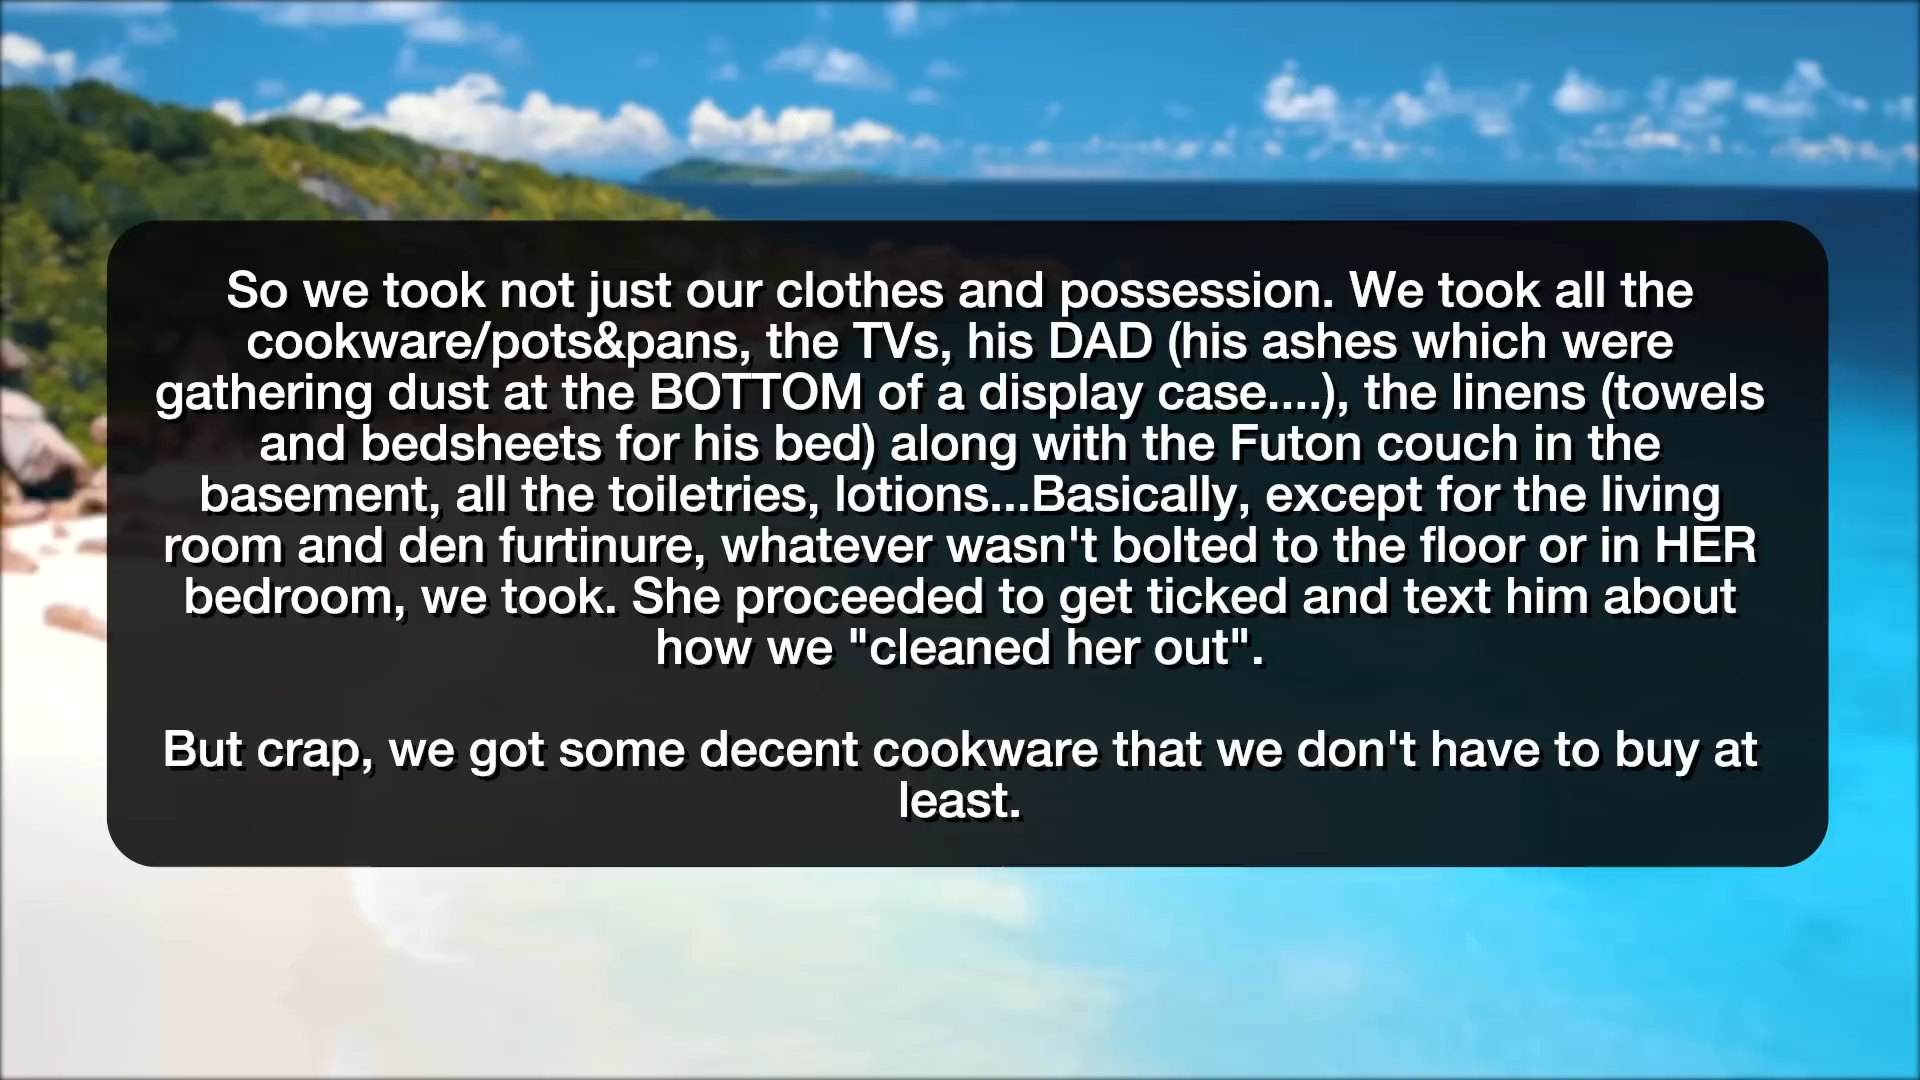 So we took not just our clothes and possession. We took all the
cookware/pots&pans, the TVs, his DAD (his ashes which were
gathering dust at the BOTTOM of a display case....), the linens (towels
and bedsheets for his bed) along with the Futon couch in the
basement, all the toiletries, lotions...Basically, except for the living
room and den furtinure, whatever wasn't bolted to the floor or in HER
bedroom, we took. She proceeded to get ticked and text him about
how we "cleaned her out".
But crap, we got some decent cookware that we don't have to buy at
least.